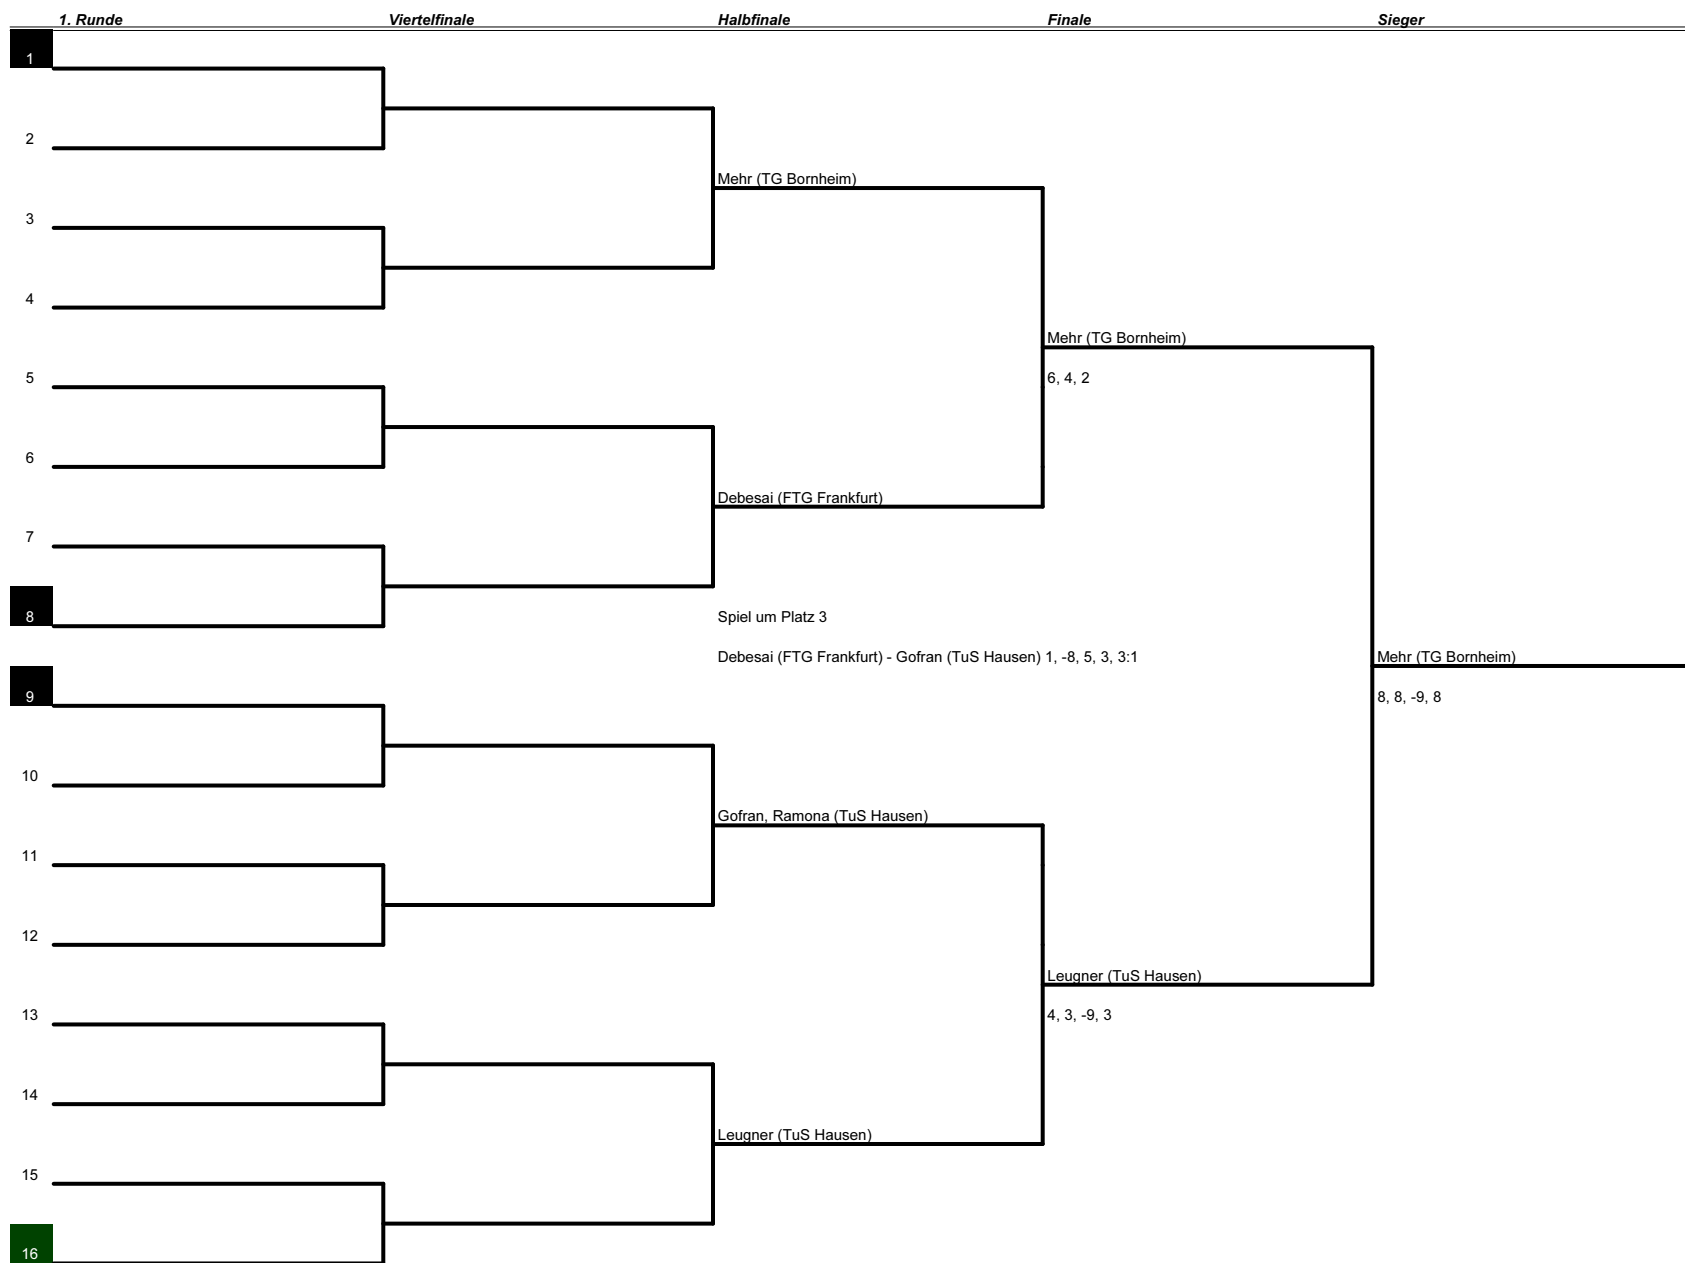 1. Runde Viertelfinale Halbfinale Finale Sieger
1
2
Mehr (TG Bornheim)
3
4
Mehr (TG Bornheim)
5
6, 4, 2
6
Debesai (FTG Frankfurt)
7
8
Spiel um Platz 3
Debesai (FTG Frankfurt) - Gofran (TuS Hausen) 1, -8, 5, 3, 3:1
Mehr (TG Bornheim)
9
8, 8, -9, 8
10
Gofran, Ramona (TuS Hausen)
11
12
Leugner (TuS Hausen)
13
4, 3, -9, 3
14
Leugner (TuS Hausen)
15
16